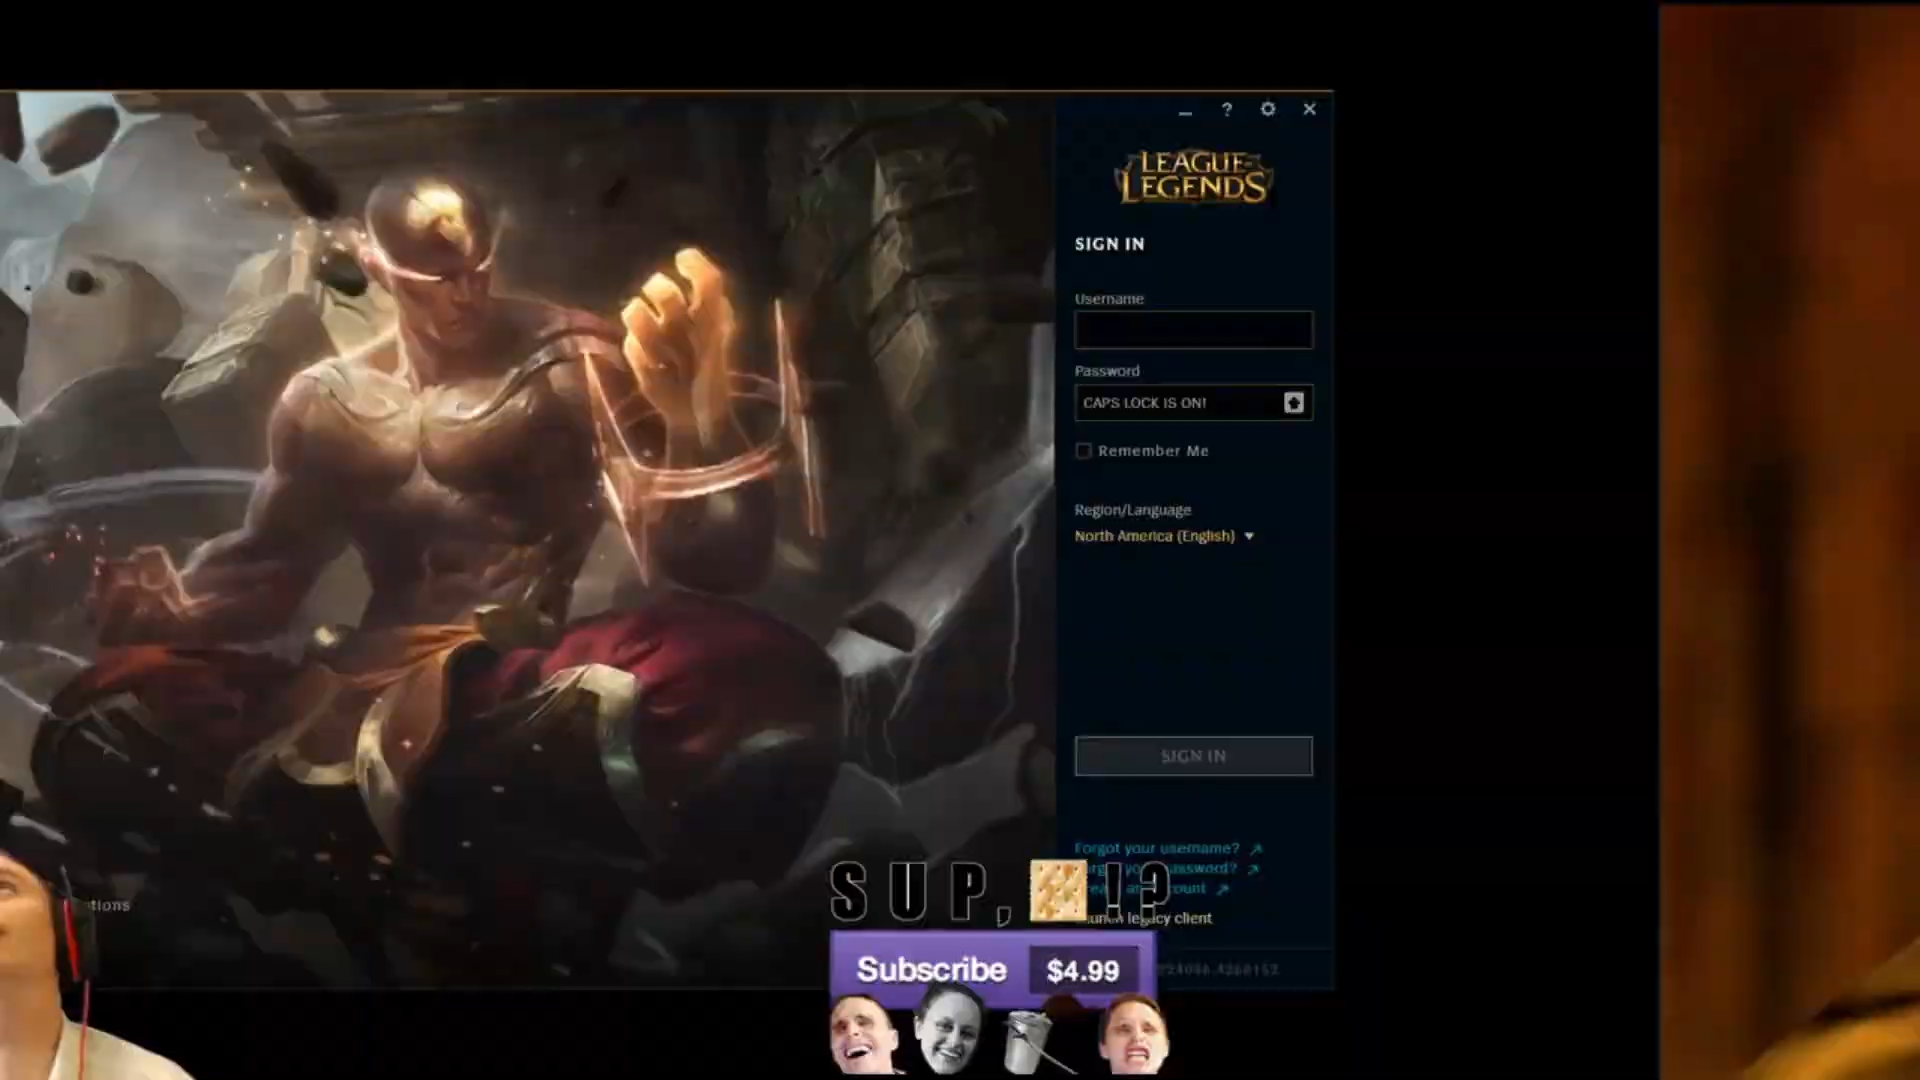 ?
LEAGUE
LEGENDS
SIGN IN
Username
Password
CAPS LOCK IS ON!
Remember Me
Region/Language
North America (English)
SIGN IN
Forgot your username?
tions
SUP, !?
legacy client
Subscribe $4.99